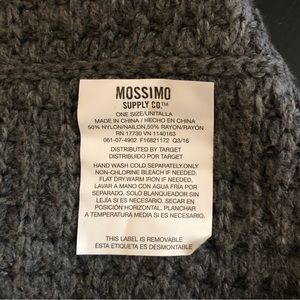 MOSSIMO
SUPPLY CO.™
ONE SIZE/UNITALLA
MADE IN CHINA / HECHO EN CHINA
50% NYLON/NAILON,50% RAYON/RAYÓN
RN 17730 VN 1140163
061-07-4902 F16821172 Q3/16
DISTRIBUTED BY TARGET
DISTRIBUIDO POR TARGET
HAND WASH COLD SEPARATELY.ONLY
NON-CHLORINE BLEACH IF NEEDED.
FLAT DRY.WARM IRON IF NEEDED.
LAVAR A MANO CON AGUA FRÍA POR
SEPARADO. SOLO BLANQUEADOR SIN
LEJÍA SI ES NECESARIO. SECAR EN
POSICIÓN HORIZONTAL. PLANCHAR
A TEMPERATURA MEDIA SI ES NECESARIO.
THIS LABEL IS REMOVABLE
ESTA ETIQUETA ES DESMONTABLE